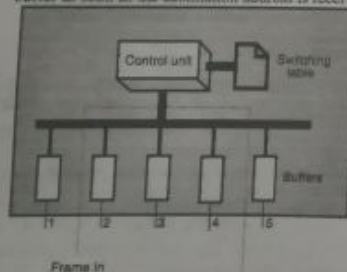 Control unit
Switching
table
Buffers
1 2 3 4 5
Frame in